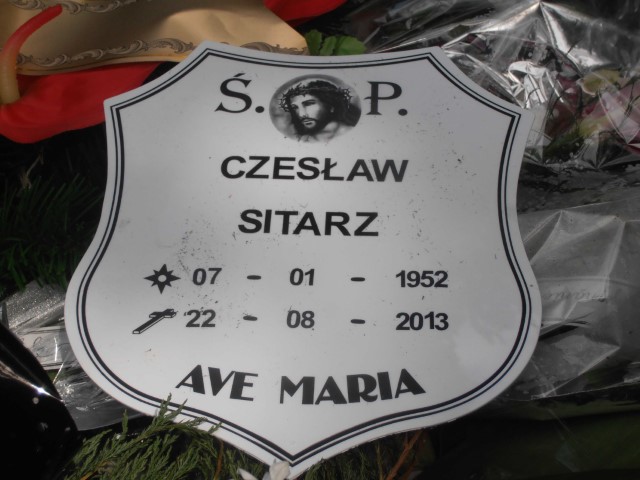 Ś. P.
CZESŁAW
SITARZ
07 - 01 - 1952
22 - 08 - 2013
AVE MARIA